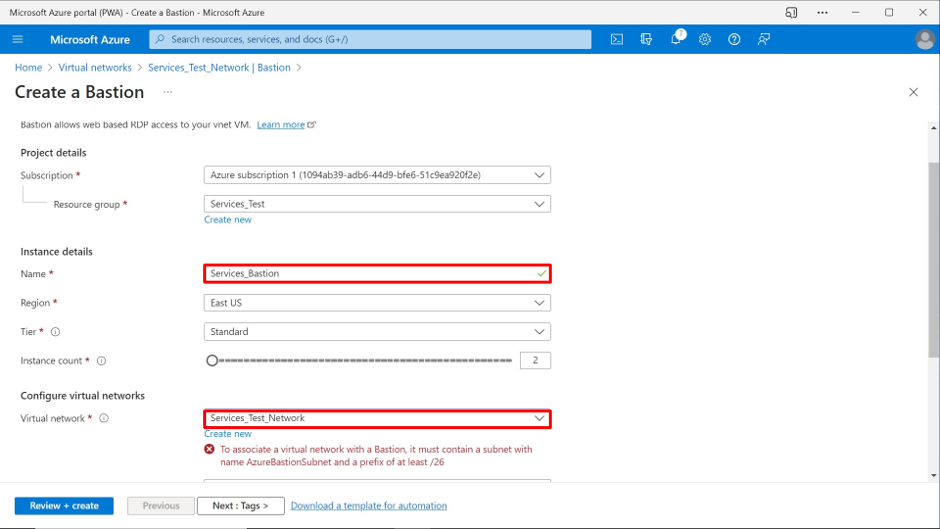 Microsoft Azure portal (PWA) - Create a Bastion - Microsoft Azure
Microsoft Azure
Search resources, services, and docs (G+/)
7
Home > Virtual networks > Services_Test_Network | Bastion >
Create a Bastion ...
Bastion allows web based RDP access to your vnet VM. Learn more
Project details
Subscription * Azure subscription 1 (1094ab39-adb6-44d9-bfe6-51c9ea920f2e)
Resource group * Services_Test
Create new
Instance details
Name * Services_Bastion
Region * East US
Tier * Standard
Instance count * 2
Configure virtual networks
Virtual network * Services_Test_Network
Create new
To associate a virtual network with a Bastion, it must contain a subnet with
name AzureBastionSubnet and a prefix of at least /26
Review + create Previous Next : Tags > Download a template for automation